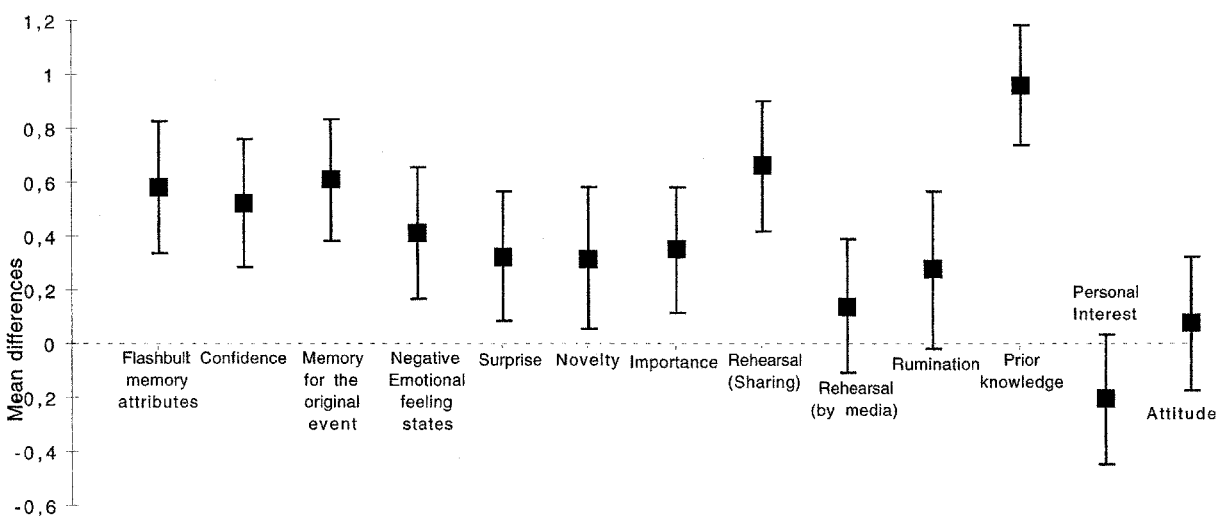 1,2
1
0,8
0,6
0,4
0,2
0
-0,2
-0,4
-0,6
Mean differences
Flashbult
memory
attributes
Confidence
Memory
for the
original
event
Negative
Emotional
feeling
states
Surprise
Novelty
Importance
Rehearsal
(Sharing)
Rehearsal
(by media)
Rumination
Prior
knowledge
Personal
Interest
Attitude